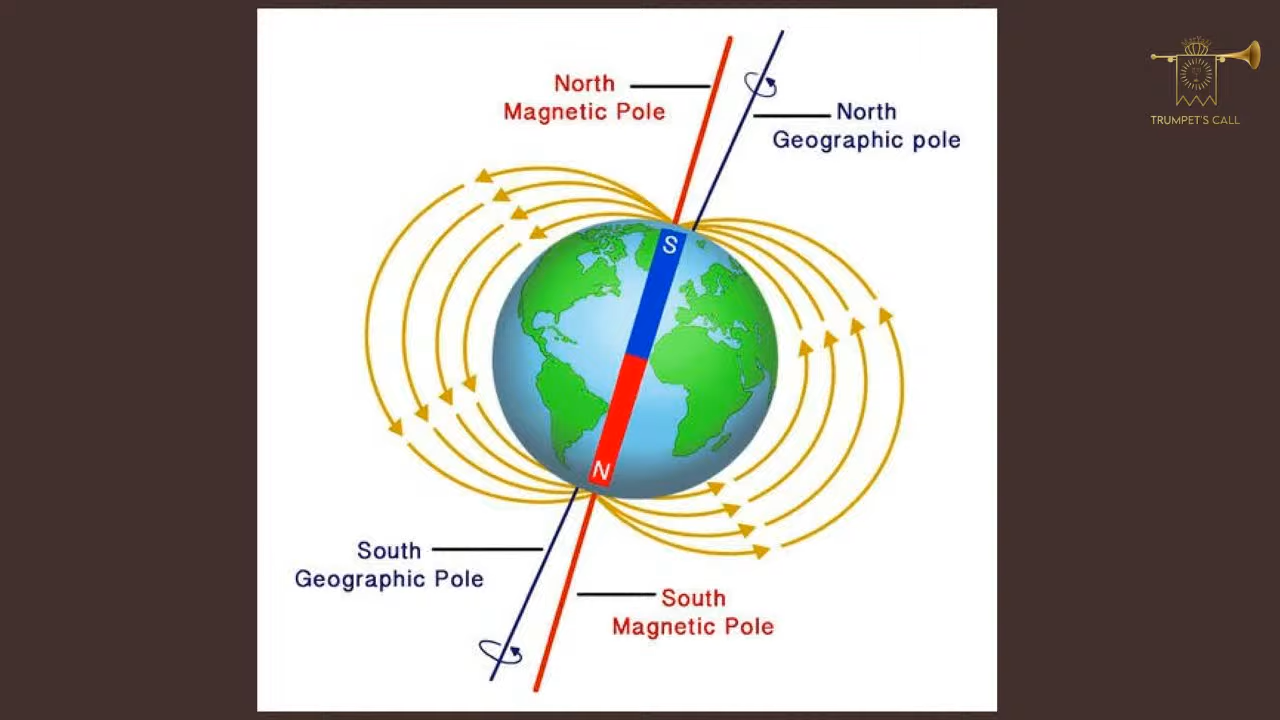 North
Magnetic Pole
North
Geographic pole
S
N
South
Geographic Pole
South
Magnetic Pole
TRUMPET'S CALL